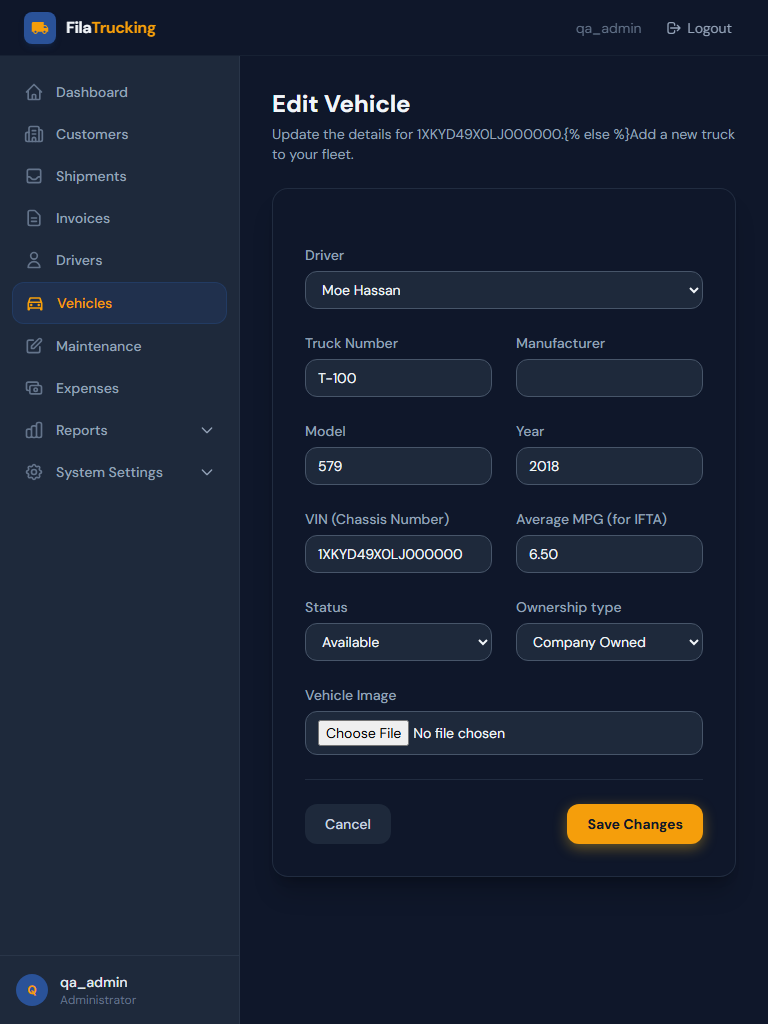 FilaTrucking
qa_admin
Logout
Dashboard
Customers
Shipments
Invoices
Drivers
Vehicles
Maintenance
Expenses
Reports
System Settings
Edit Vehicle
Update the details for 1XKYD49X0LJ000000.{% else %}Add a new truck
to your fleet.
Driver
Moe Hassan
Truck Number
Manufacturer
T-100
Model
Year
579
2018
VIN (Chassis Number)
Average MPG (for IFTA)
1XKYD49X0LJ000000
6.50
Status
Ownership type
Available
Company Owned
Vehicle Image
Choose File No file chosen
Cancel
Save Changes
Q
qa_admin
Administrator